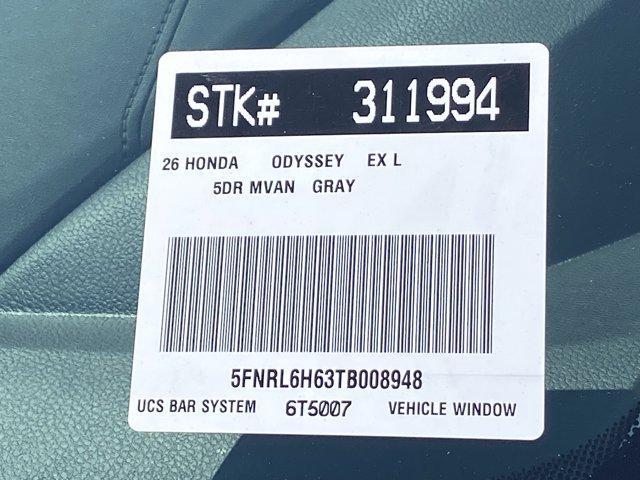 STK# 311994
26 HONDA ODYSSEY EX L
5DR MVAN GRAY
5FNRL6H63TB008948
UCS BAR SYSTEM 6T5007 VEHICLE WINDOW